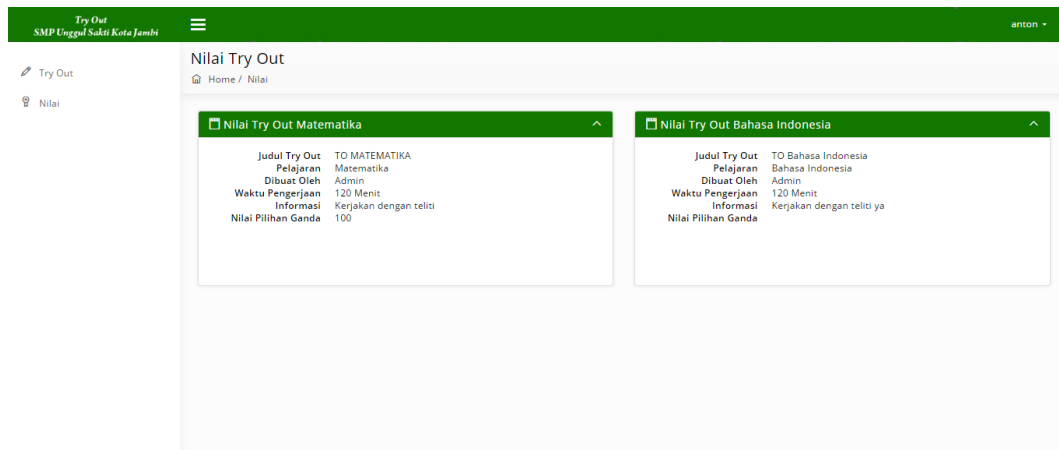 Try Out
SMP Unggul Sakti Kota Jambi
anton
Try Out
Nilai
Nilai Try Out
Home / Nilai
Nilai Try Out Matematika
Judul Try Out TO MATEMATIKA
Pelajaran Matematika
Dibuat Oleh Admin
Waktu Pengerjaan 120 Menit
Informasi Kerjakan dengan teliti
Nilai Pilihan Ganda 100
Nilai Try Out Bahasa Indonesia
Judul Try Out TO Bahasa Indonesia
Pelajaran Bahasa Indonesia
Dibuat Oleh Admin
Waktu Pengerjaan 120 Menit
Informasi Kerjakan dengan teliti ya
Nilai Pilihan Ganda